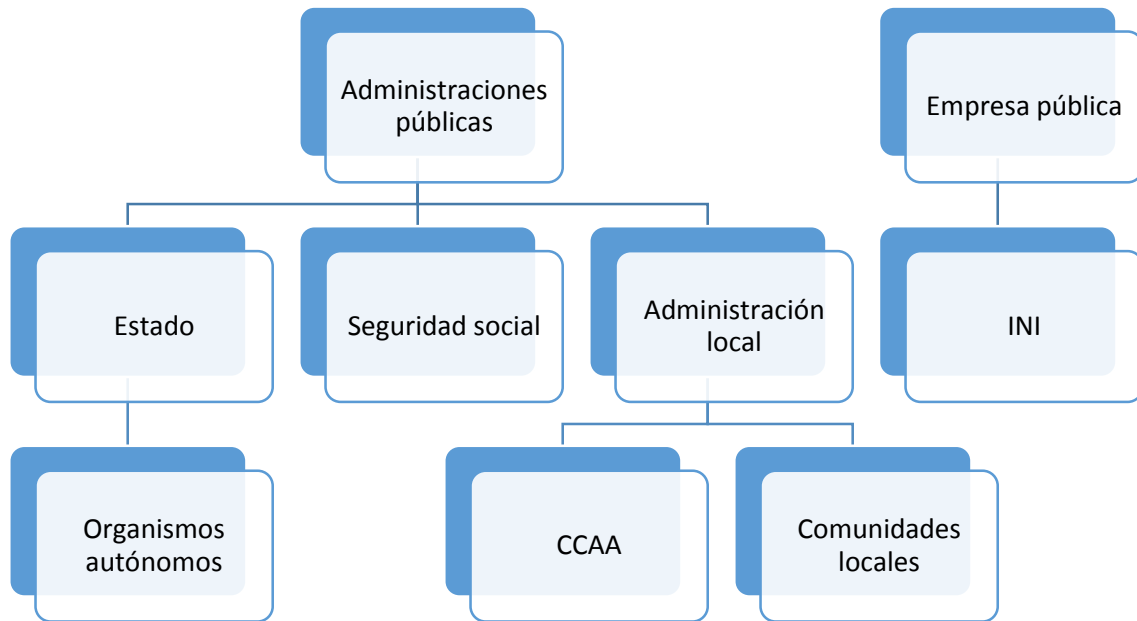 Administraciones
públicas
Empresa pública
Estado
Seguridad social
Administración
local
INI
Organismos
autónomos
CCAA
Comunidades
locales